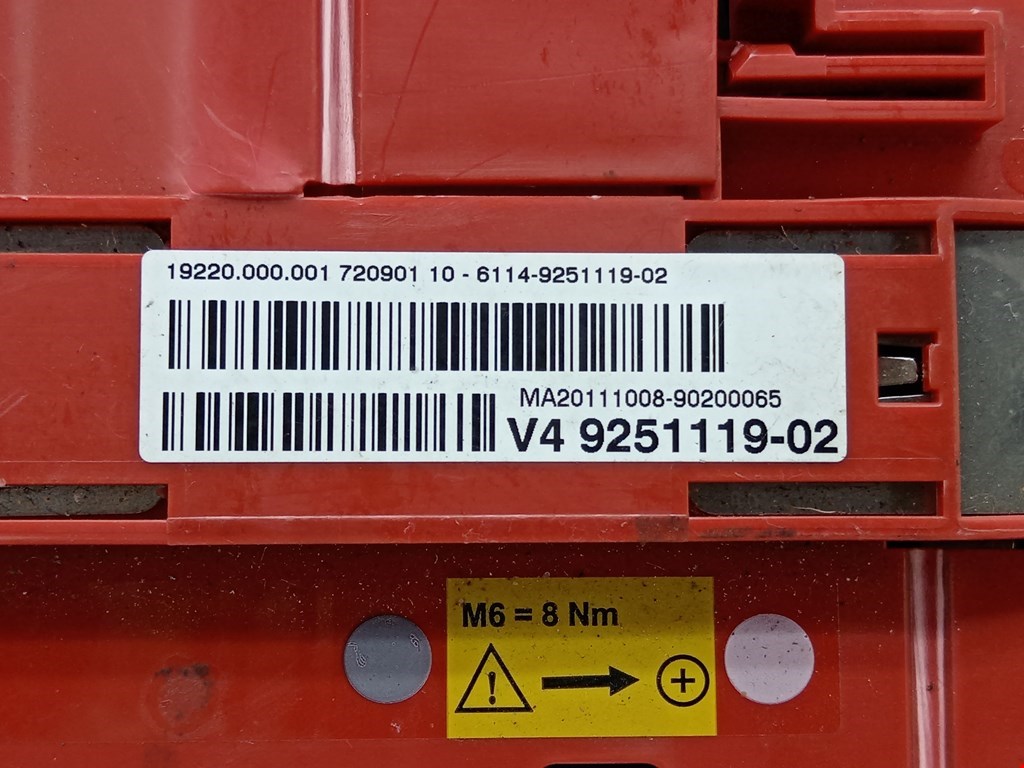 19220.000.001 720901 10 - 6114-9251119-02
MA20111008-90200065
V4 9251119-02
M6 = 8 Nm